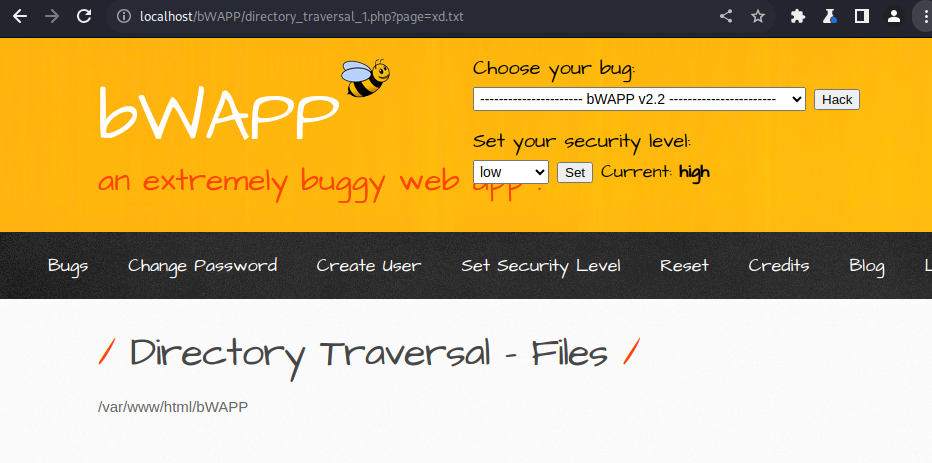 localhost/bWAPP/directory_traversal_1.php?page=xd.txt
bWAPP
an extremely buggy web app !
Choose your bug:
---------------------- bWAPP v2.2 -----------------------
Hack
Set your security level:
low
Set
Current: high
Bugs
Change Password
Create User
Set Security Level
Reset
Credits
Blog
L
/ Directory Traversal - Files /
/var/www/html/bWAPP